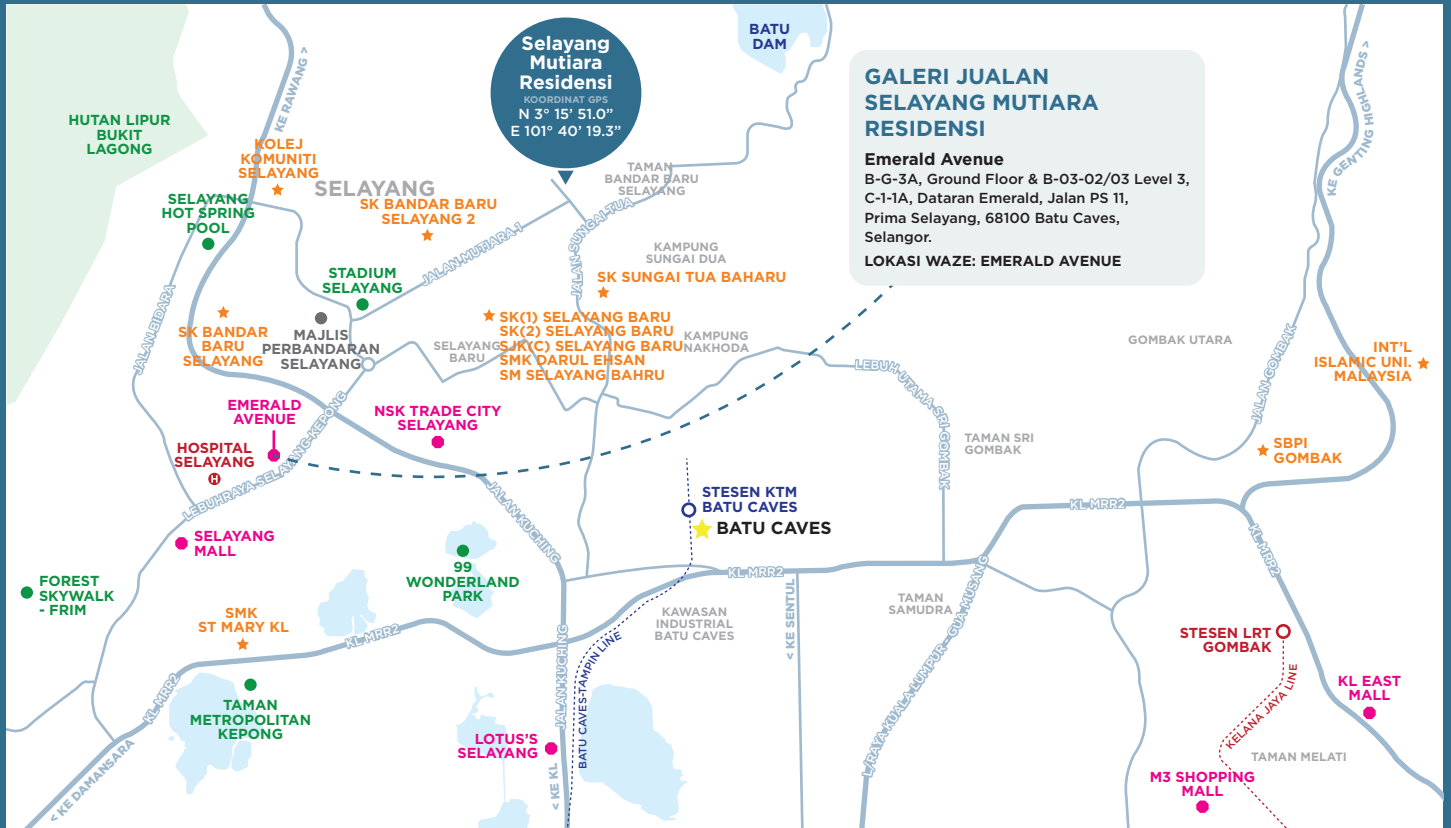 BATU
DAM
Selayang
Mutiara
Residensi
KOORDINAT GPS
N 3° 15’ 51.0”
E 101° 40’ 19.3”
GALERI JUALAN
SELAYANG MUTIARA
RESIDENSI
Emerald Avenue
B-G-3A, Ground Floor & B-03-02/03 Level 3,
C-1-1A, Dataran Emerald, Jalan PS 11,
Prima Selayang, 68100 Batu Caves,
Selangor.
LOKASI WAZE: EMERALD AVENUE
KE RAWANG >
KE GENTING HIGHLANDS >
HUTAN LIPUR
BUKIT
LAGONG
KOLEJ
KOMUNITI
SELAYANG
SELAYANG
SK BANDAR BARU
SELAYANG 2
TAMAN
BANDAR BARU
SELAYANG
SELAYANG
HOT SPRING
POOL
JALAN MUTIARA 1
JALAN SUNGAI TUA
KAMPUNG
SUNGAI DUA
STADIUM
SELAYANG
SK SUNGAI TUA BAHARU
JALAN BIDARA
SK BANDAR
BARU
SELAYANG
MAJLIS
PERBANDARAN
SELAYANG
SELAYANG
BARU
SK(1) SELAYANG BARU
SK(2) SELAYANG BARU
SJK(C) SELAYANG BARU
SMK DARUL EHSAN
SM SELAYANG BAHRU
KAMPUNG
NAKHODA
LEBUH UTAMA SRI GOMBAK
GOMBAK UTARA
JALAN GOMBAK
INT’L
ISLAMIC UNI.
MALAYSIA
EMERALD
AVENUE
NSK TRADE CITY
SELAYANG
HOSPITAL
SELAYANG
H
LEBUHRAYA SELAYANG-KEPONG
TAMAN SRI
GOMBAK
SBPI
GOMBAK
JALAN KUCHING
STESEN KTM
BATU CAVES
BATU CAVES
KL MRR2
KL MRR2
SELAYANG
MALL
99
WONDERLAND
PARK
KL MRR2
FOREST
SKYWALK
- FRIM
SMK
ST MARY KL
KL MRR2
KAWASAN
INDUSTRIAL
BATU CAVES
< KE SENTUL
TAMAN
SAMUDRA
L/RAYA KUALA LUMPUR - GUA MUSANG
STESEN LRT
GOMBAK
KL EAST
MALL
KL MRR2
TAMAN
METROPOLITAN
KEPONG
JALAN KUCHING
BATU CAVES-TAMPIN LINE
KELANA JAYA LINE
LOTUS’S
SELAYANG
< KE DAMANSARA
< KE KL
TAMAN MELATI
M3 SHOPPING
MALL